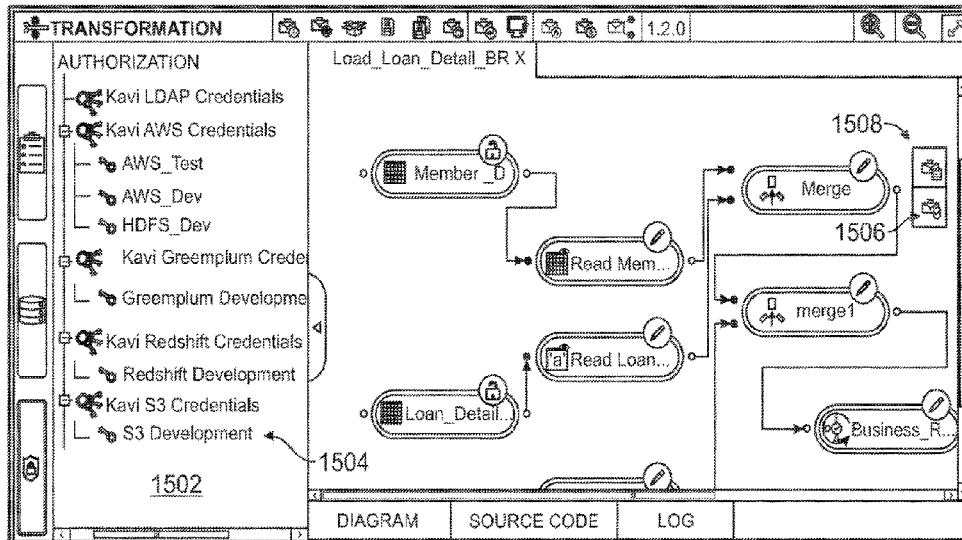 TRANSFORMATION
1.2.0
AUTHORIZATION
Kavi LDAP Credentials
Kavi AWS Credentials
AWS_Test
AWS_Dev
HDFS_Dev
Kavi Greemplum Crede
Greemplum Developme
Kavi Redshift Credentials
Redshift Development
Kavi S3 Credentials
S3 Development
1502
1504
Load_Loan_Detail_BR X
Member_D
Read Mem...
Merge
1508
1506
merge1
'a' Read Loan...
Loan_Detail...
Business_R...
DIAGRAM
SOURCE CODE
LOG